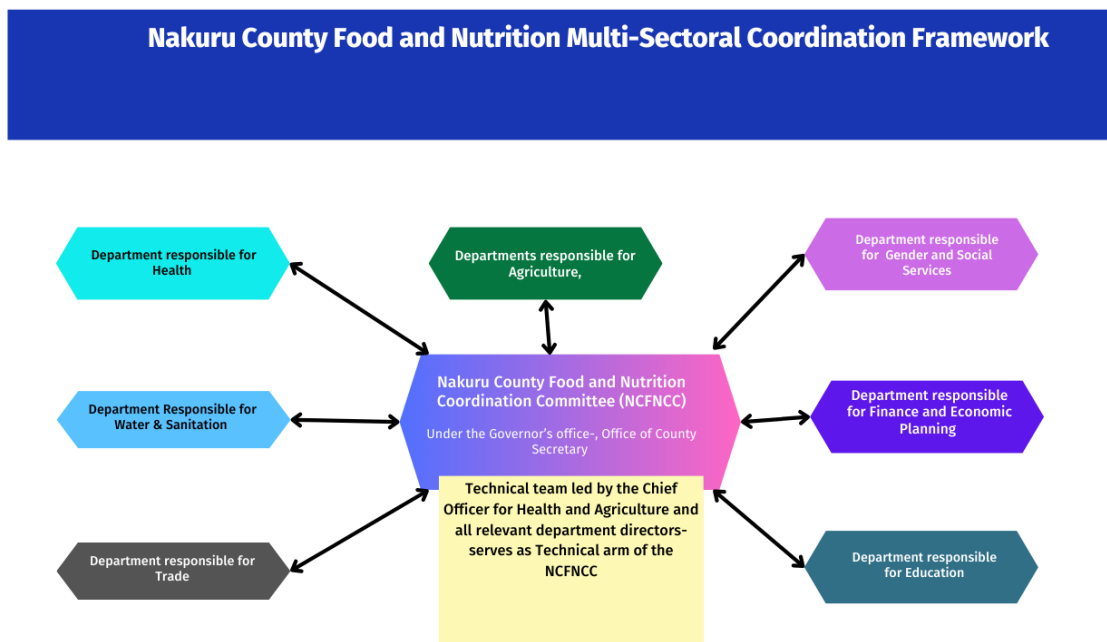 Nakuru County Food and Nutrition Multi-Sectoral Coordination Framework
Department responsible for
Health
Departments responsible for
Agriculture,
Department responsible
for  Gender and Social
Services
Nakuru County Food and Nutrition
Coordination Committee (NCFNCC)
Under the Governor's office-, Office of County
Secretary
Department Responsible for
Water & Sanitation
Department responsible
for Finance and Economic
Planning
Technical team led by the Chief
Officer for Health and Agriculture and
all relevant department directors-
serves as Technical arm of the
NCFNCC
Department responsible for
Trade
Department responsible
for Education